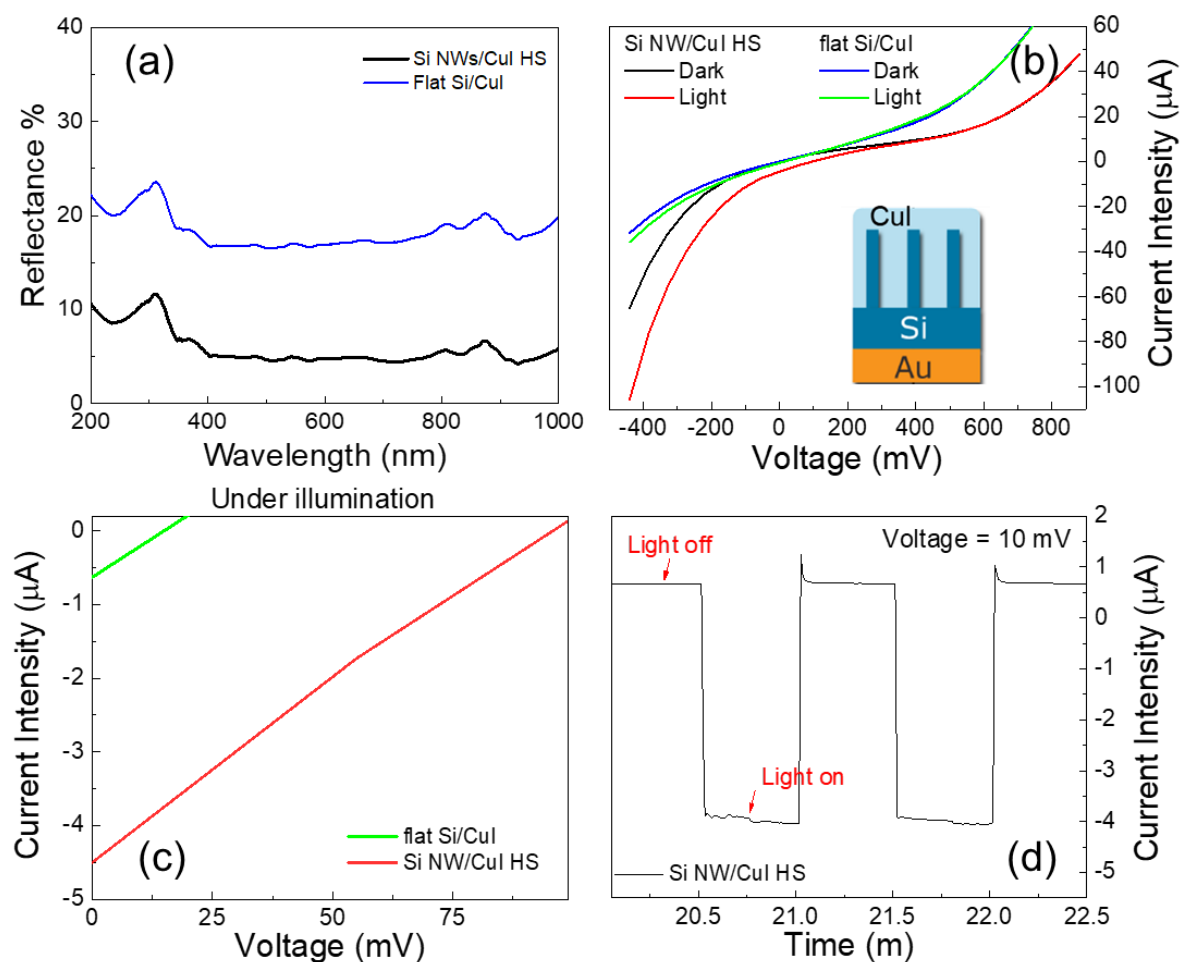 (a)
Si NWs/CuI HS
Flat Si/CuI
40
30
20
10
0
Reflectance %
200
400
600
800
1000
Wavelength (nm)
(b)
Si NW/CuI HS
flat Si/CuI
Dark
Dark
Light
Light
60
40
20
0
-20
-40
-60
-80
-100
Current Intensity (μA)
CuI
Si
Au
-400
-200
0
200
400
600
800
Voltage (mV)
Under illumination
0
-1
-2
-3
-4
-5
Current Intensity (μA)
flat Si/CuI
Si NW/CuI HS
(c)
0
25
50
75
Voltage (mV)
Light off
Voltage = 10 mV
Light on
Si NW/CuI HS
(d)
2
1
0
-1
-2
-3
-4
-5
Current Intensity (μA)
20.5
21.0
21.5
22.0
22.5
Time (m)